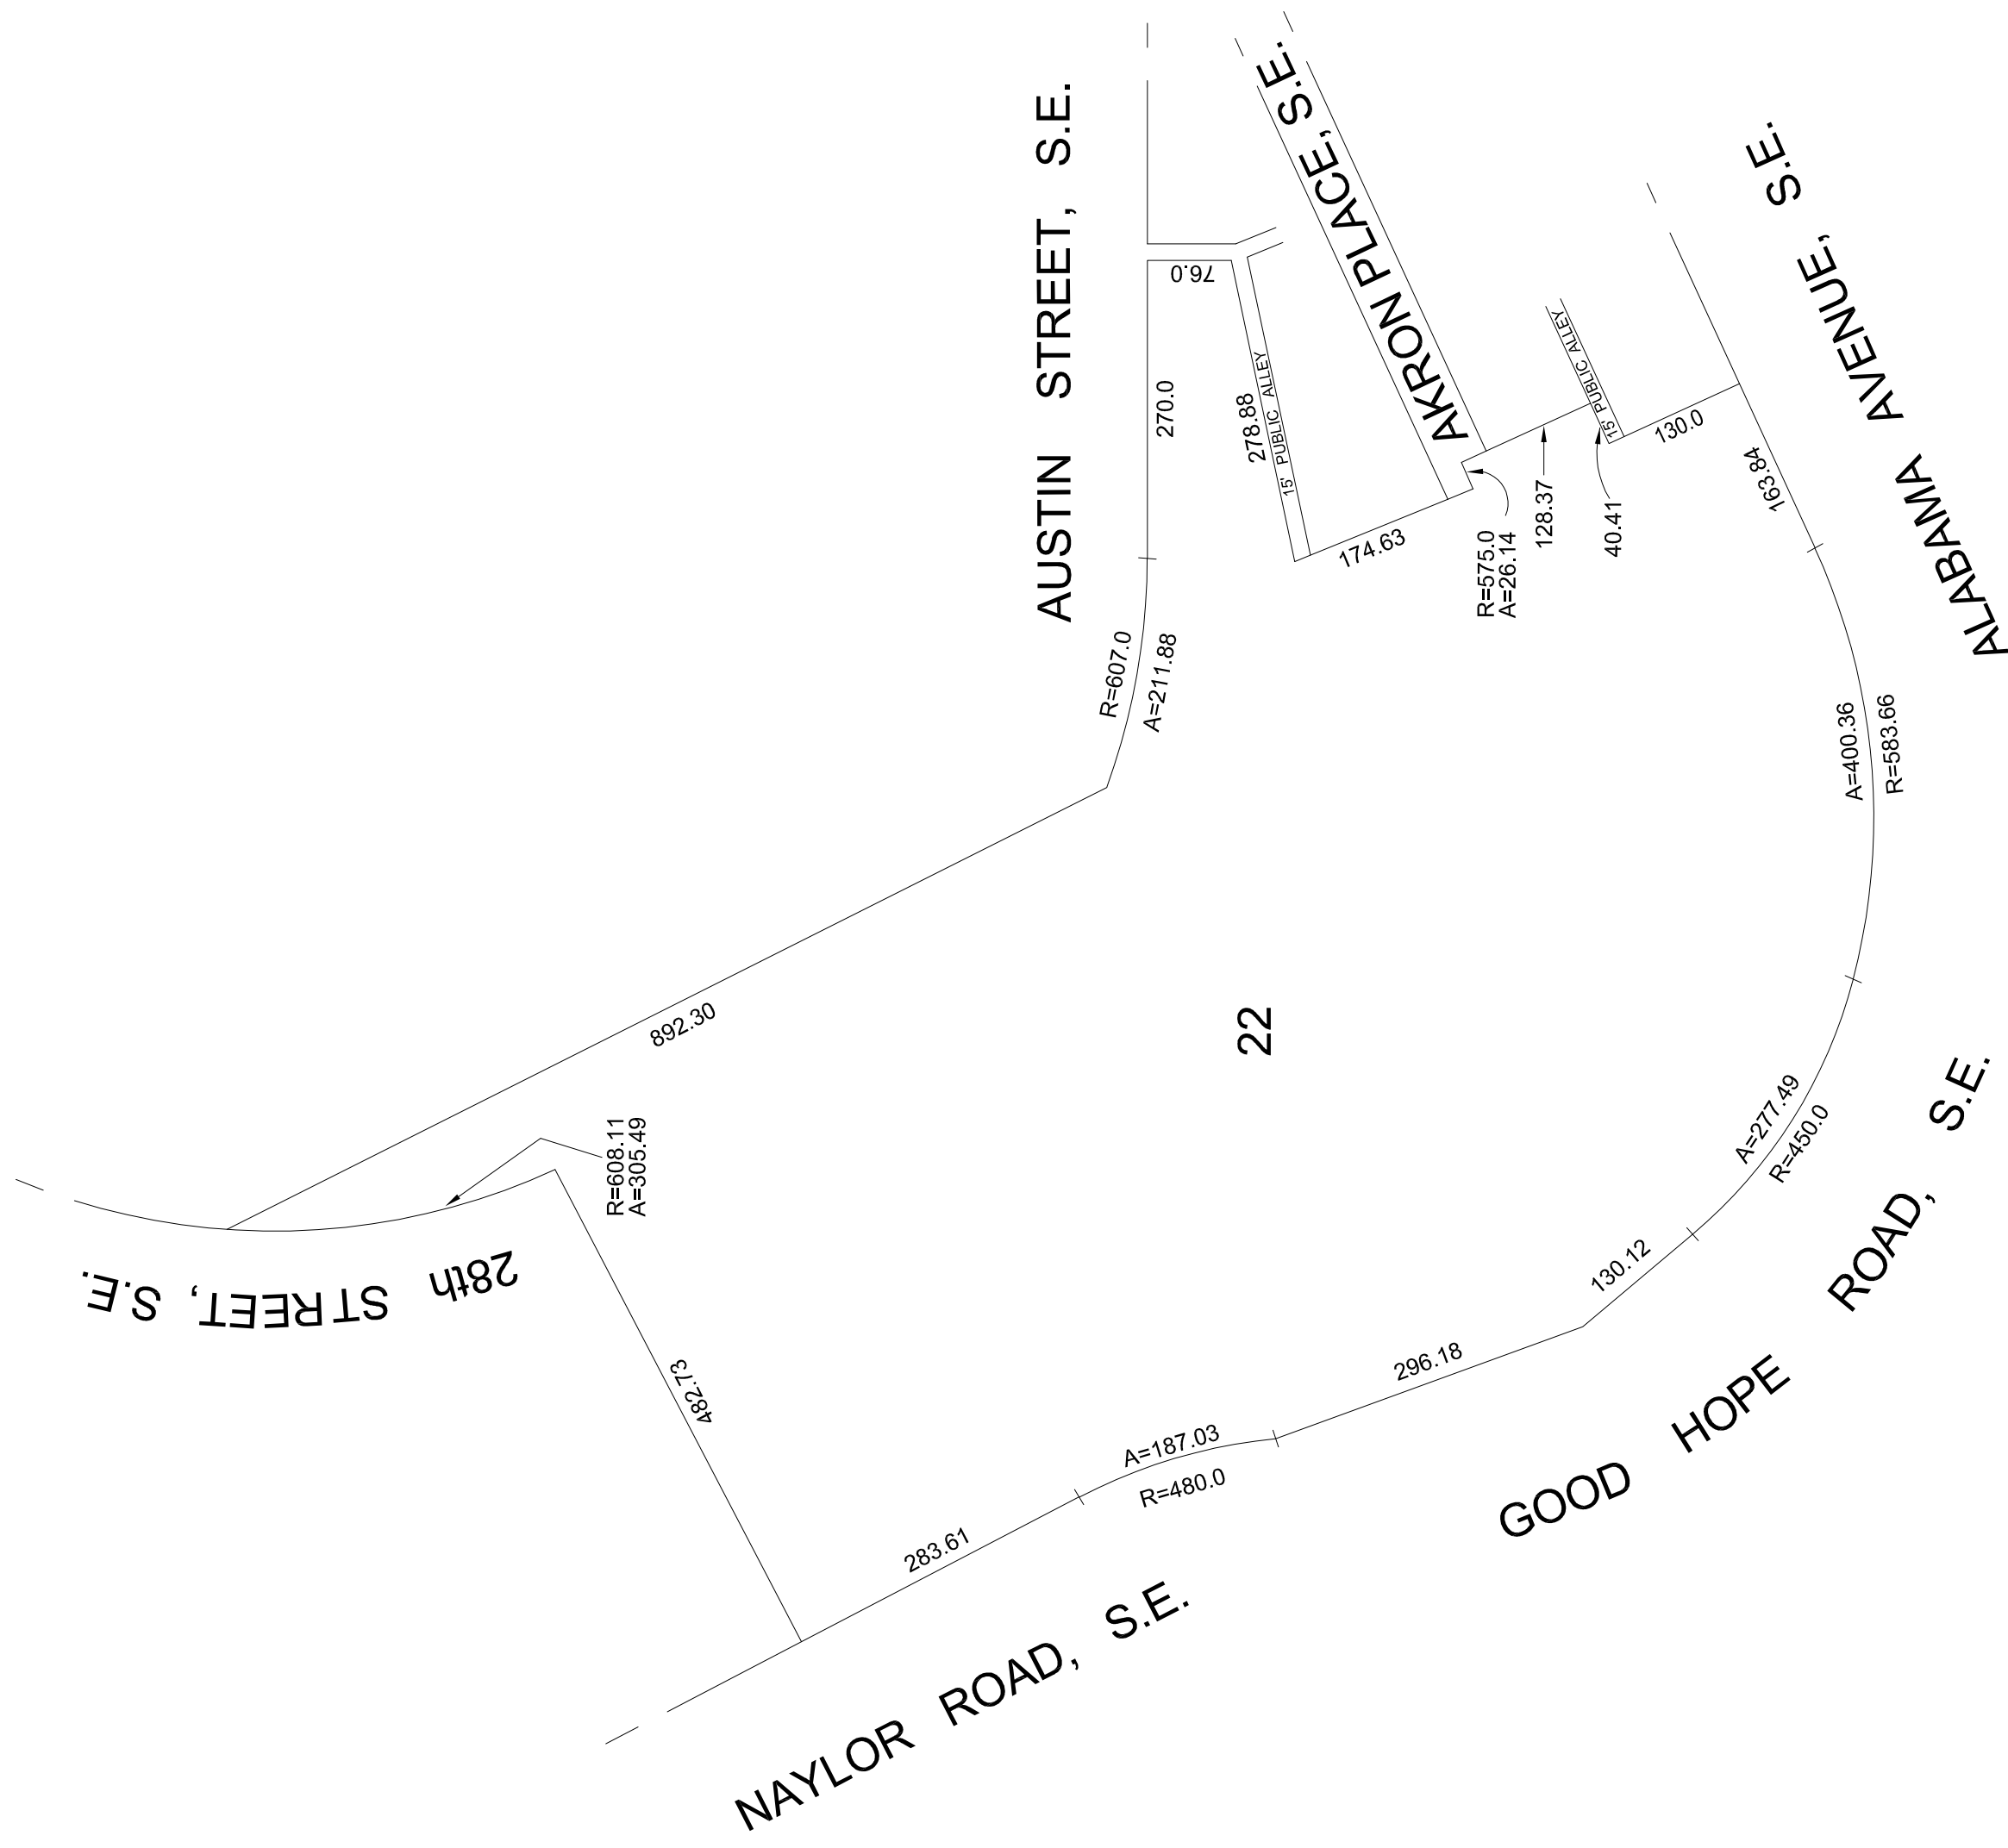 AUSTIN STREET, S.E.
AKRON PLACE, S.E.
ALABAMA AVENUE, S.E.
76.0
270.0
278.88
15' PUBLIC ALLEY
174.63
R=575.0
A=26.14
128.37
40.41
15' PUBLIC ALLEY
130.0
163.84
R=607.0
A=211.88
A=400.36
R=583.66
892.30
22
R=608.11
A=305.49
28th STREET, S.E.
A=277.49
R=450.0
130.12
296.18
482.73
A=187.03
R=480.0
283.61
GOOD HOPE ROAD, S.E.
NAYLOR ROAD, S.E.